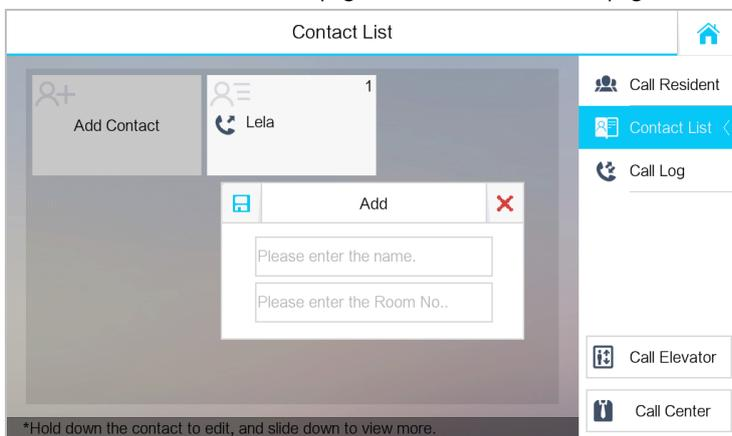 Contact List
Add Contact
1
Lela
Add
Please enter the name.
Please enter the Room No..
*Hold down the contact to edit, and slide down to view more.
Call Resident
Contact List
Call Log
Call Elevator
Call Center